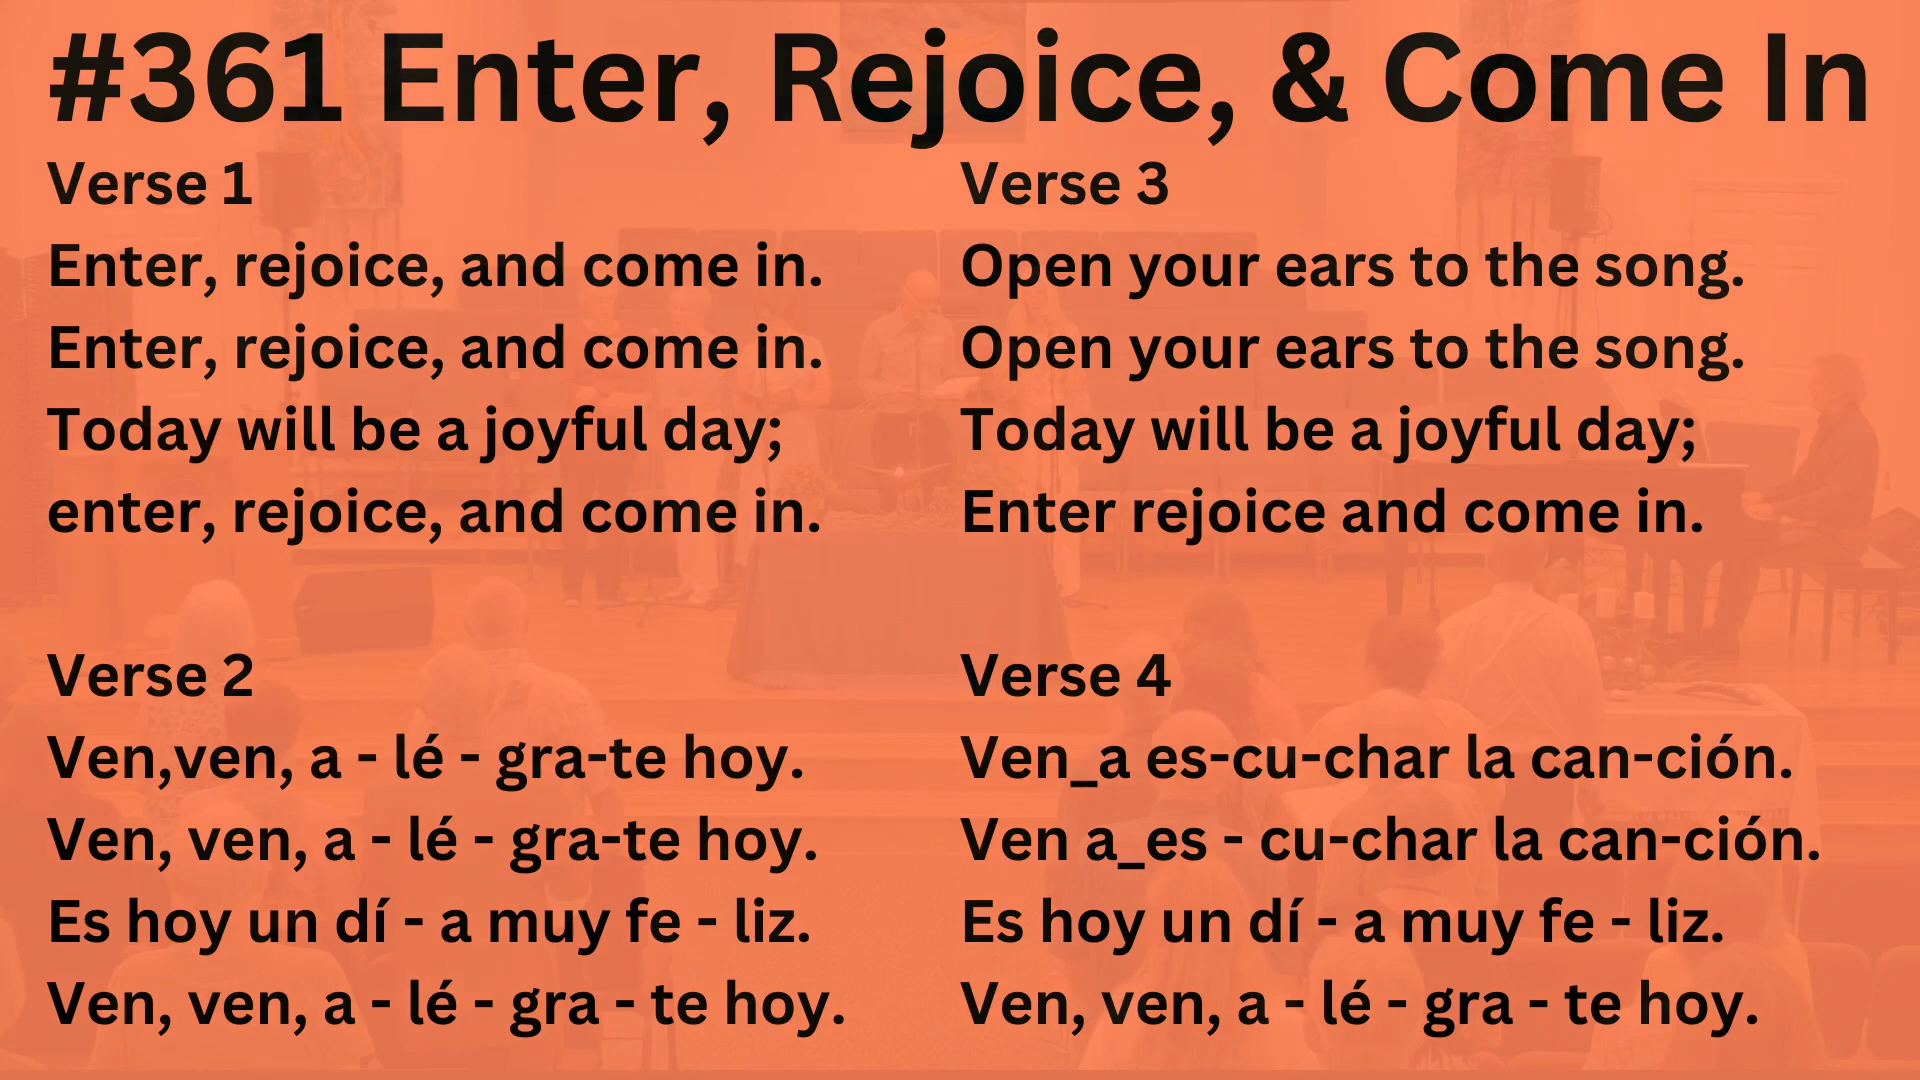 #361 Enter, Rejoice, & Come In
Verse 1
Enter, rejoice, and come in.
Enter, rejoice, and come in.
Today will be a joyful day;
enter, rejoice, and come in.
Verse 2
Ven,ven, a - lé - gra-te hoy.
Ven, ven, a - lé - gra-te hoy.
Es hoy un dí - a muy fe - liz.
Ven, ven, a - lé - gra - te hoy.
Verse 3
Open your ears to the song.
Open your ears to the song.
Today will be a joyful day;
Enter rejoice and come in.
Verse 4
Ven_a es-cu-char la can-ción.
Ven a_es - cu-char la can-ción.
Es hoy un dí - a muy fe - liz.
Ven, ven, a - lé - gra - te hoy.